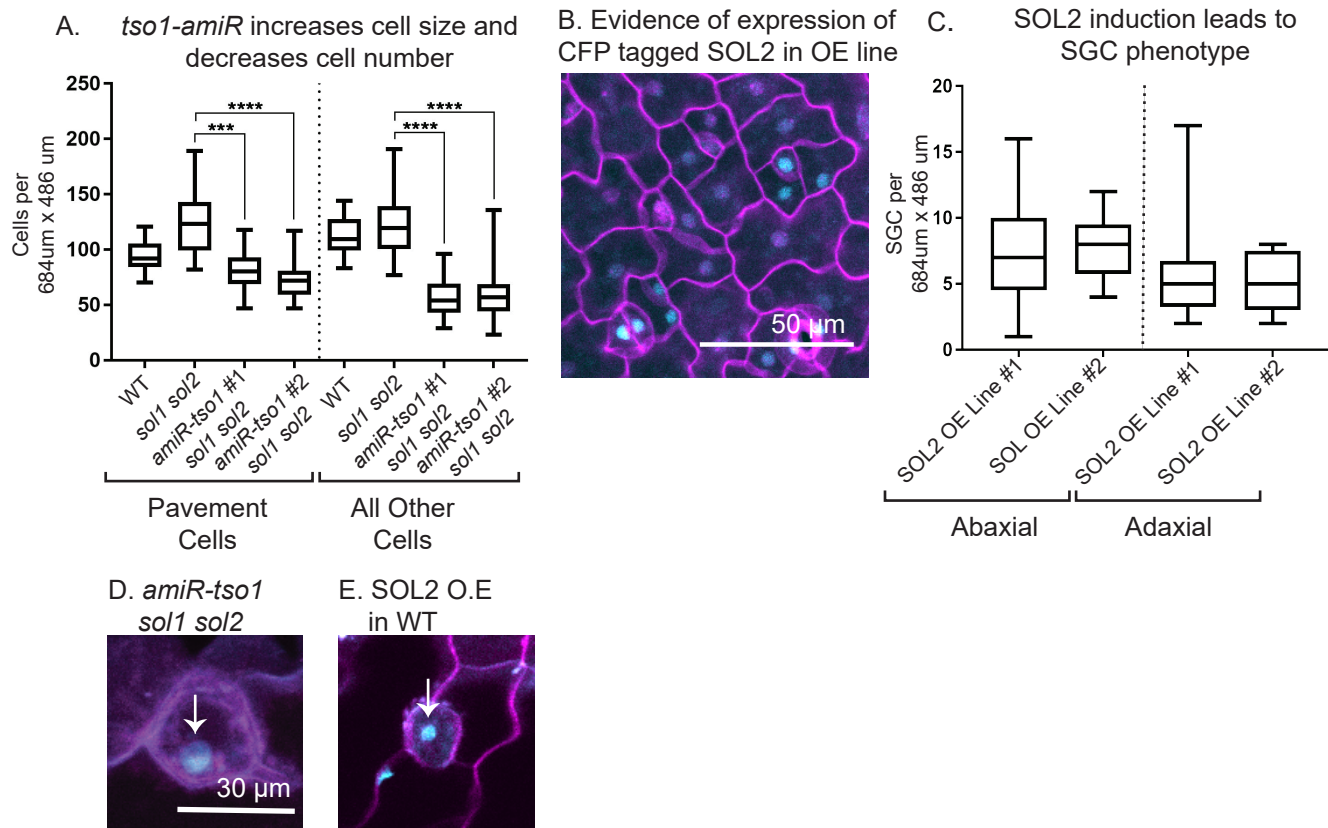 A. tso1-amiR increases cell size and
decreases cell number
Cells per
684um x 486 um
250
200
150
100
50
0
***
****
****
****
WT
sol1 sol2
amiR-tso1 #1
sol1 sol2
amiR-tso1 #2
sol1 sol2
WT
sol1 sol2
amiR-tso1 #1
sol1 sol2
amiR-tso1 #2
sol1 sol2
Pavement
Cells
All Other
Cells
B. Evidence of expression of
CFP tagged SOL2 in OE line
50 µm
C. SOL2 induction leads to
SGC phenotype
SGC per
684um x 486 um
20
15
10
5
0
SOL2 OE Line #1
SOL OE Line #2
SOL2 OE Line #1
SOL2 OE Line #2
Abaxial
Adaxial
D. amiR-tso1
sol1 sol2
30 µm
E. SOL2 O.E
in WT